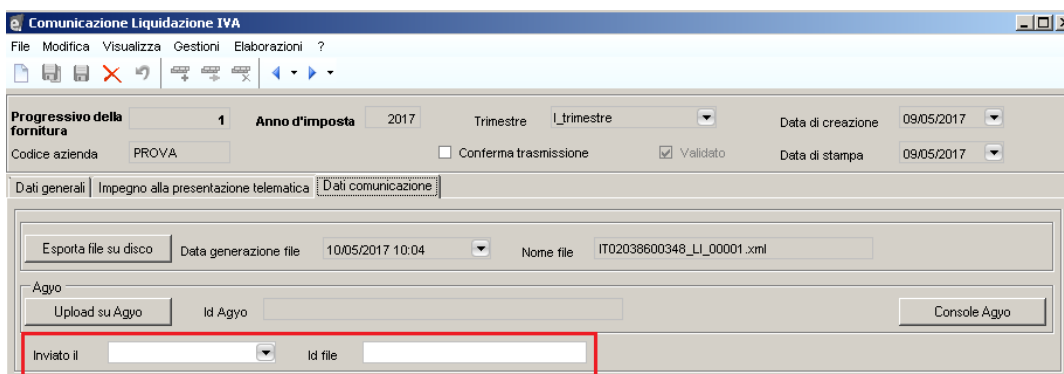 Comunicazione Liquidazione IVA
File Modifica Visualizza Gestioni Elaborazioni ?
Progressivo della fornitura 1 Anno d'imposta 2017 Trimestre I_trimestre Data di creazione 09/05/2017
Codice azienda PROVA Conferma trasmissione Validato Data di stampa 09/05/2017
Dati generali Impegno alla presentazione telematica Dati comunicazione
Esporta file su disco Data generazione file 10/05/2017 10:04 Nome file IT02038600348_LI_00001.xml
Agyo
Upload su Agyo Id Agyo Console Agyo
Inviato il Id file